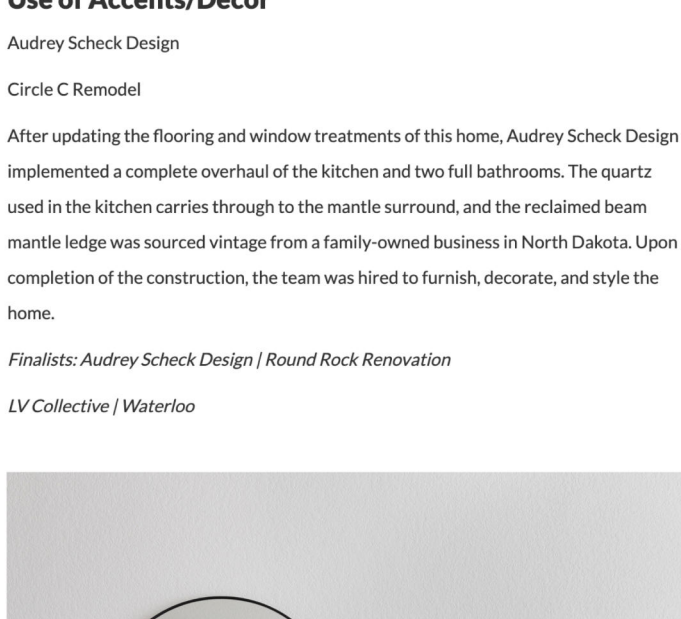 Use of Accents/Decor
Audrey Scheck Design
Circle C Remodel
After updating the flooring and window treatments of this home, Audrey Scheck Design
implemented a complete overhaul of the kitchen and two full bathrooms. The quartz
used in the kitchen carries through to the mantle surround, and the reclaimed beam
mantle ledge was sourced vintage from a family-owned business in North Dakota. Upon
completion of the construction, the team was hired to furnish, decorate, and style the
home.
Finalists: Audrey Scheck Design | Round Rock Renovation
LV Collective | Waterloo